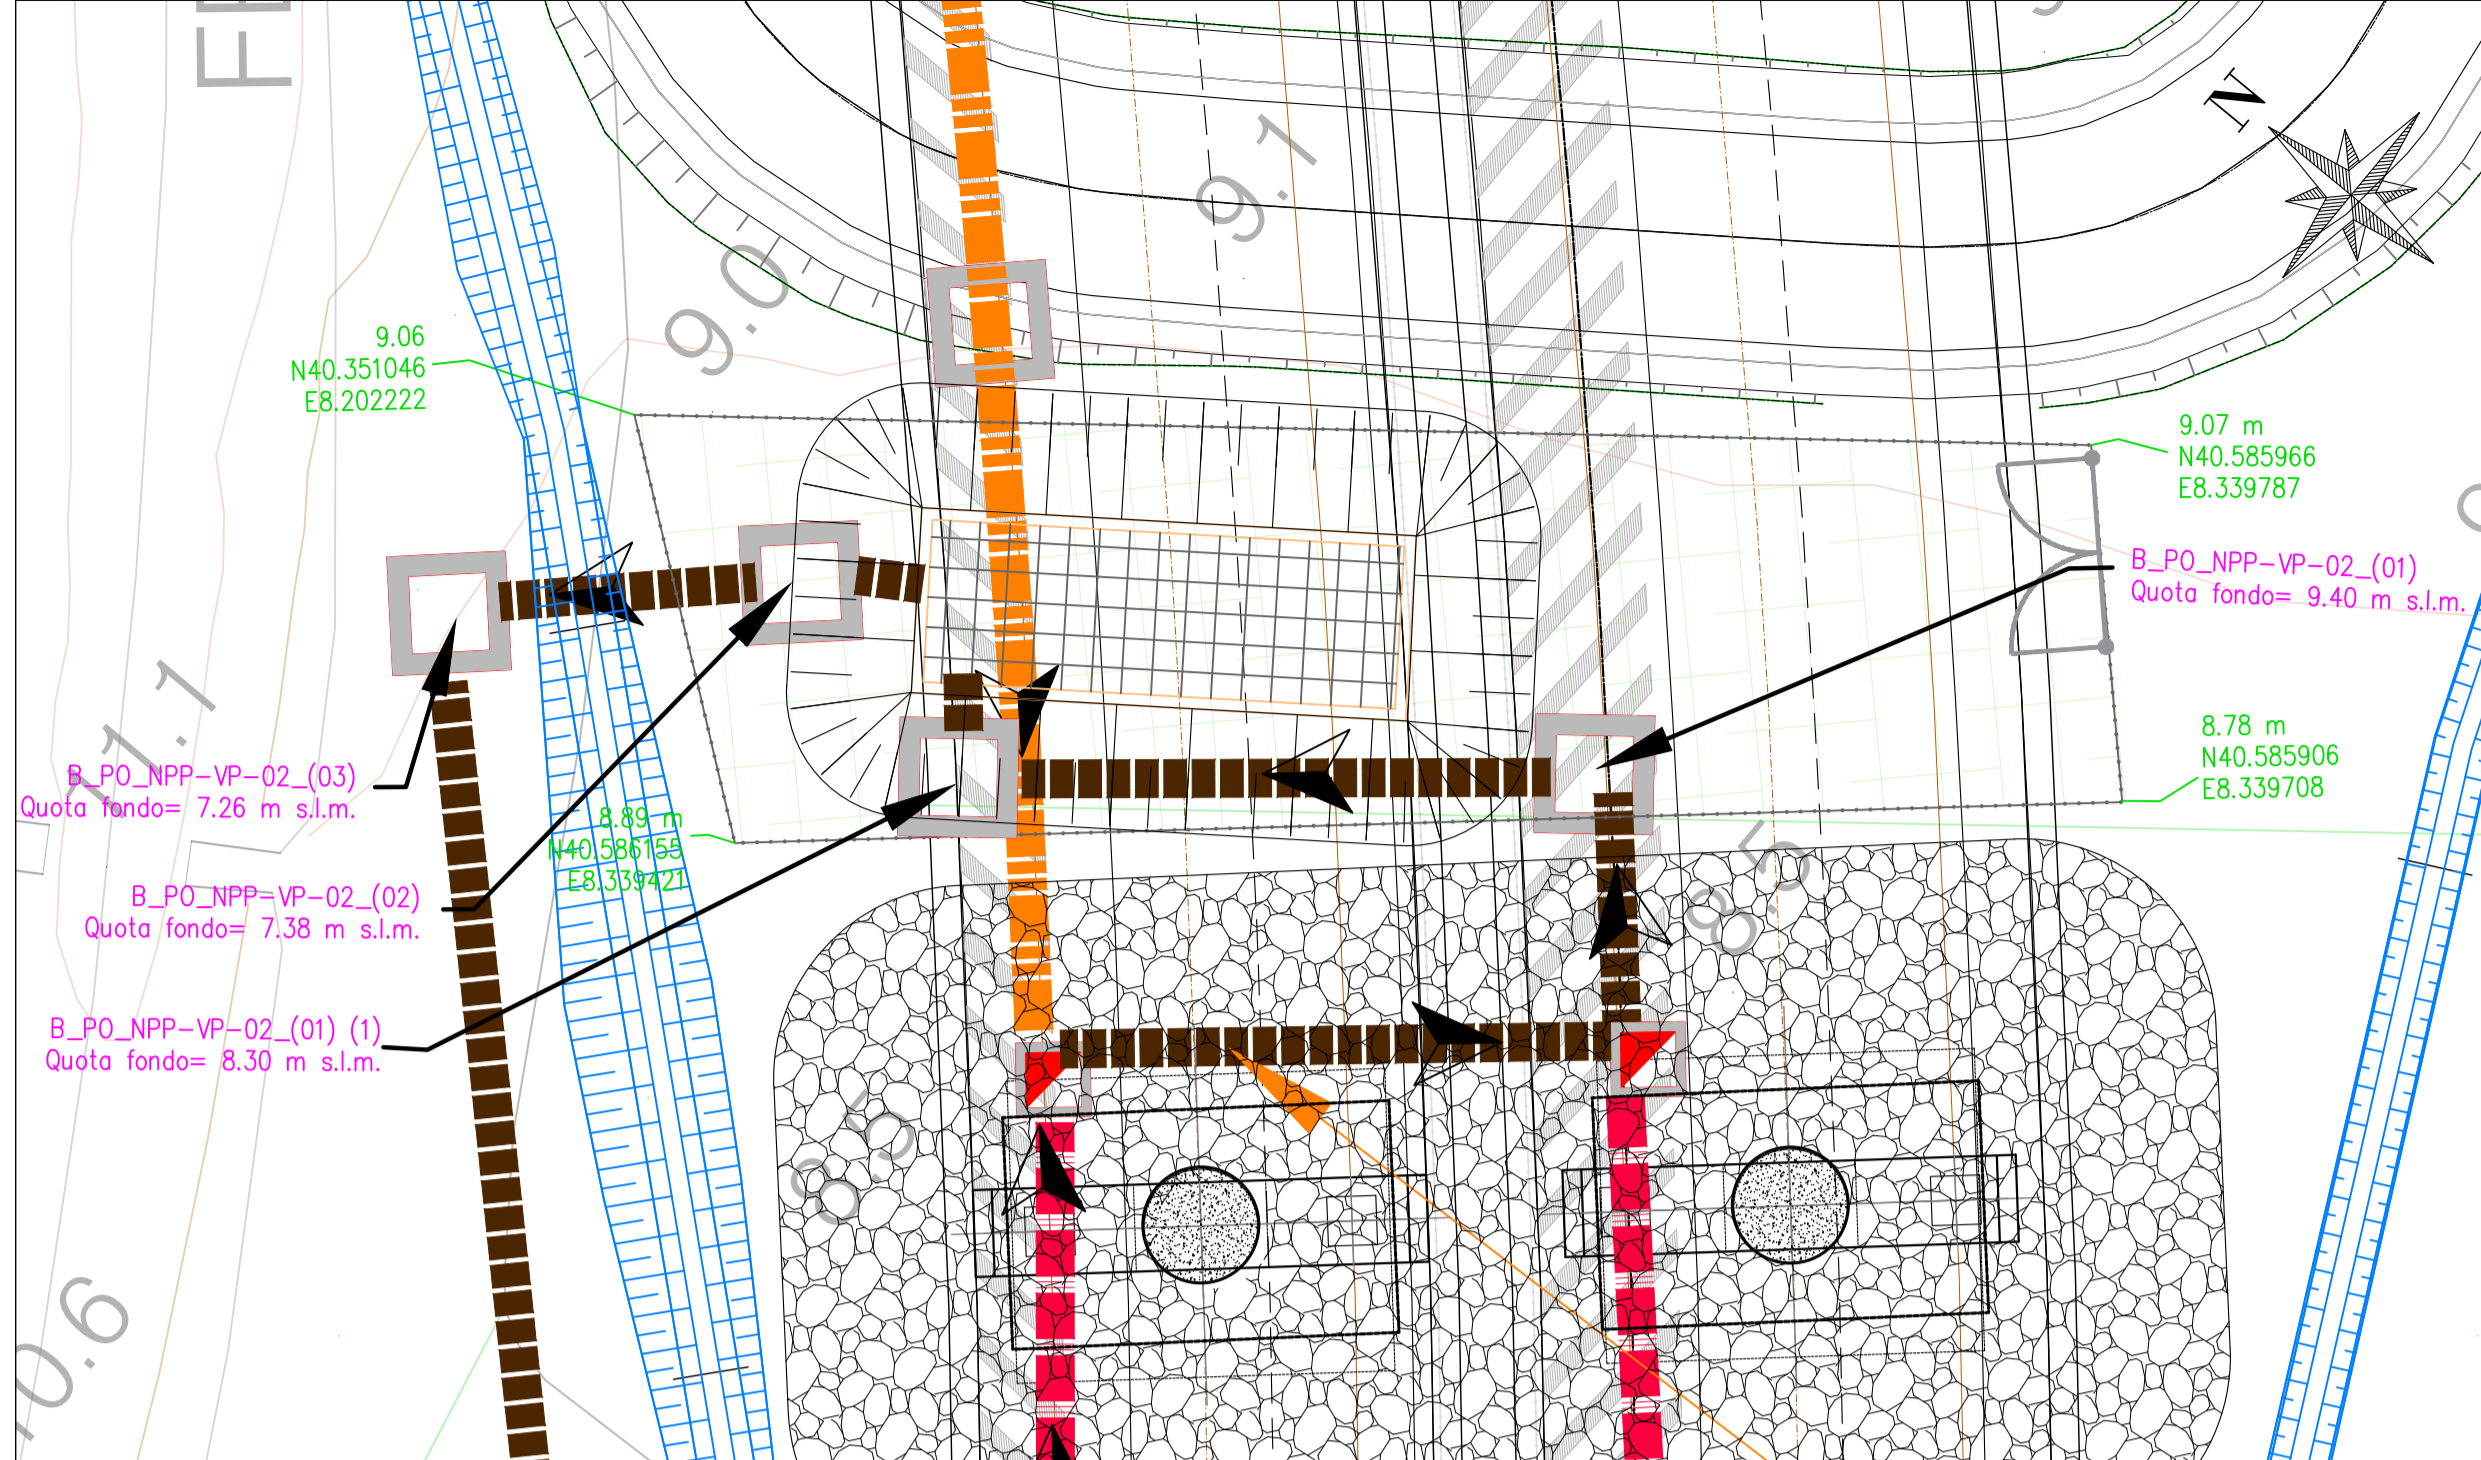 FE
N
9.1
9.0
9.06
N40.351046
E8.202222
9.07 m
N40.585966
E8.339787
B_PO_NPP-VP-02_(01)
Quota fondo= 9.40 m s.l.m.
11.1
8.78 m
N40.585906
E8.339708
B_PO_NPP-VP-02_(03)
Quota fondo= 7.26 m s.l.m.
8.89 m
N40.586155
E8.339421
B_PO_NPP-VP-02_(02)
Quota fondo= 7.38 m s.l.m.
8.5
B_PO_NPP-VP-02_(01) (1)
Quota fondo= 8.30 m s.l.m.
8.5
10.6